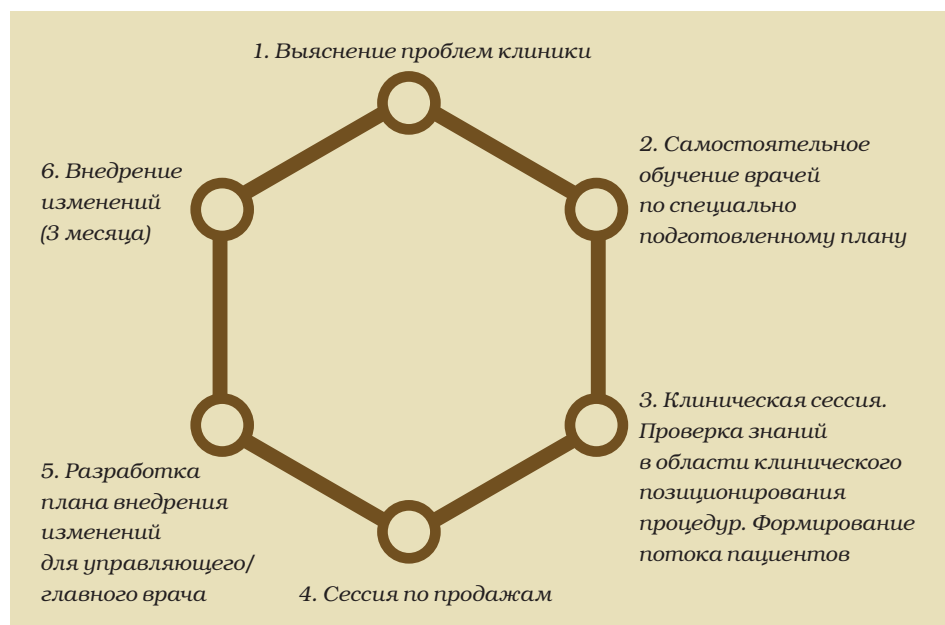 1. Выяснение проблем клиники
2. Самостоятельное
обучение врачей
по специально
подготовленному плану
3. Клиническая сессия.
Проверка знаний
в области клинического
позиционирования
процедур. Формирование
потока пациентов
4. Сессия по продажам
5. Разработка
плана внедрения
изменений
для управляющего/
главного врача
6. Внедрение
изменений
(3 месяца)